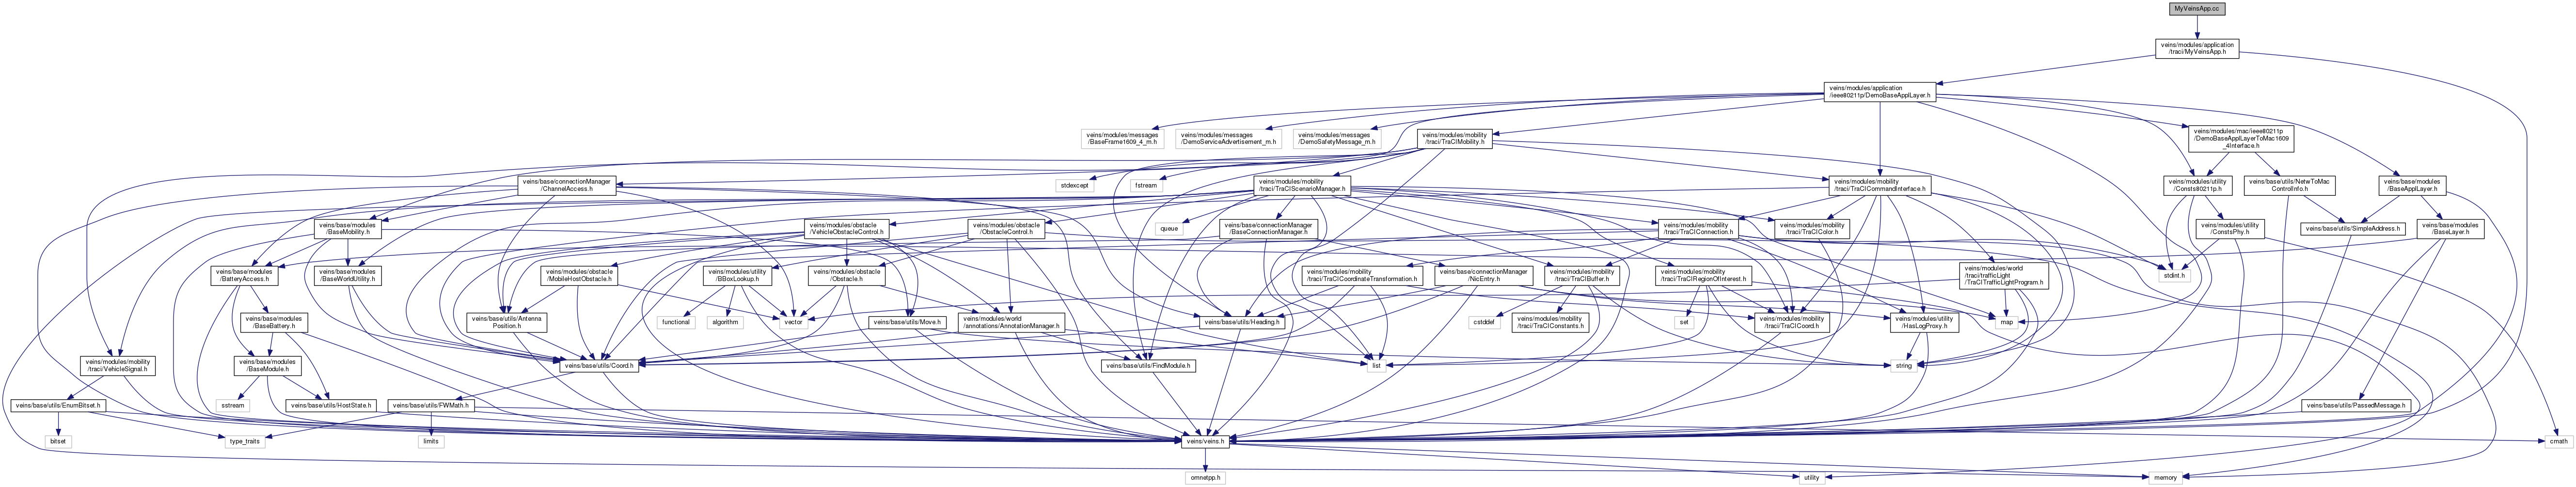 MyVeinsApp.cc
veins/modules/application
/traci/MyVeinsApp.h
veins/modules/application
/ieee80211p/DemoBaseApplLayer.h
veins/modules/messages
/BaseFrame1609_4_m.h
veins/modules/messages
/DemoServiceAdvertisement_m.h
veins/modules/messages
/DemoSafetyMessage_m.h
veins/modules/mobility
/traci/TraCIMobility.h
veins/modules/mac/ieee80211p
/DemoBaseApplLayerToMac1609
_4Interface.h
veins/base/connectionManager
/ChannelAccess.h
stdexcept
fstream
veins/modules/mobility
/traci/TraCIScenarioManager.h
veins/modules/mobility
/traci/TraCICommandInterface.h
veins/modules/utility
/Consts80211p.h
veins/base/utils/NetwToMac
ControlInfo.h
veins/base/modules
/BaseApplLayer.h
veins/base/modules
/BaseMobility.h
veins/modules/obstacle
/VehicleObstacleControl.h
veins/modules/obstacle
/ObstacleControl.h
queue
veins/base/connectionManager
/BaseConnectionManager.h
veins/modules/mobility
/traci/TraCIConnection.h
veins/modules/mobility
/traci/TraCIColor.h
veins/modules/utility
/ConstsPhy.h
veins/base/utils/SimpleAddress.h
veins/base/modules
/BaseLayer.h
veins/base/modules
/BatteryAccess.h
veins/base/modules
/BaseWorldUtility.h
veins/modules/obstacle
/MobileHostObstacle.h
veins/modules/utility
/BBoxLookup.h
veins/modules/obstacle
/Obstacle.h
veins/modules/mobility
/traci/TraCICoordinateTransformation.h
veins/base/connectionManager
/NicEntry.h
veins/modules/mobility
/traci/TraCIBuffer.h
veins/modules/mobility
/traci/TraCIRegionOfInterest.h
veins/modules/world
/traci/trafficLight
/TraCITrafficLightProgram.h
stdint.h
veins/base/modules
/BaseBattery.h
veins/base/utils/Antenna
Position.h
functional
algorithm
vector
veins/base/utils/Move.h
veins/modules/world
/annotations/AnnotationManager.h
veins/base/utils/Heading.h
cstddef
veins/modules/mobility
/traci/TraCIConstants.h
set
veins/modules/mobility
/traci/TraCICoord.h
veins/modules/utility
/HasLogProxy.h
map
veins/modules/mobility
/traci/VehicleSignal.h
veins/base/modules
/BaseModule.h
veins/base/utils/Coord.h
veins/base/utils/FindModule.h
list
string
veins/base/utils/EnumBitset.h
sstream
veins/base/utils/HostState.h
veins/base/utils/FWMath.h
veins/base/utils/PassedMessage.h
bitset
type_traits
limits
veins/veins.h
cmath
omnetpp.h
utility
memory